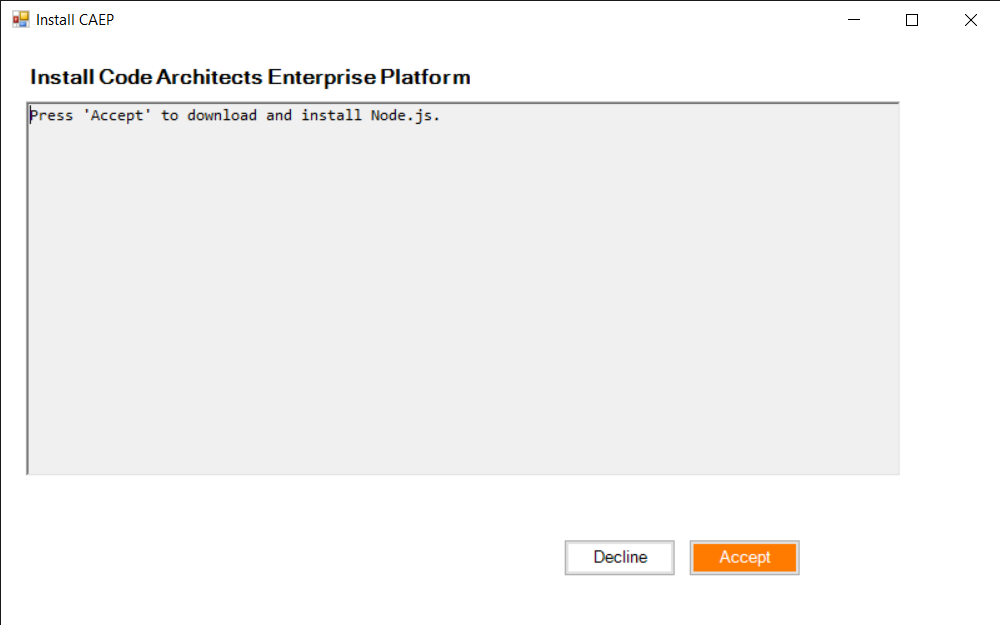 Install CAEP
Install Code Architects Enterprise Platform
Press 'Accept' to download and install Node.js.
Decline
Accept